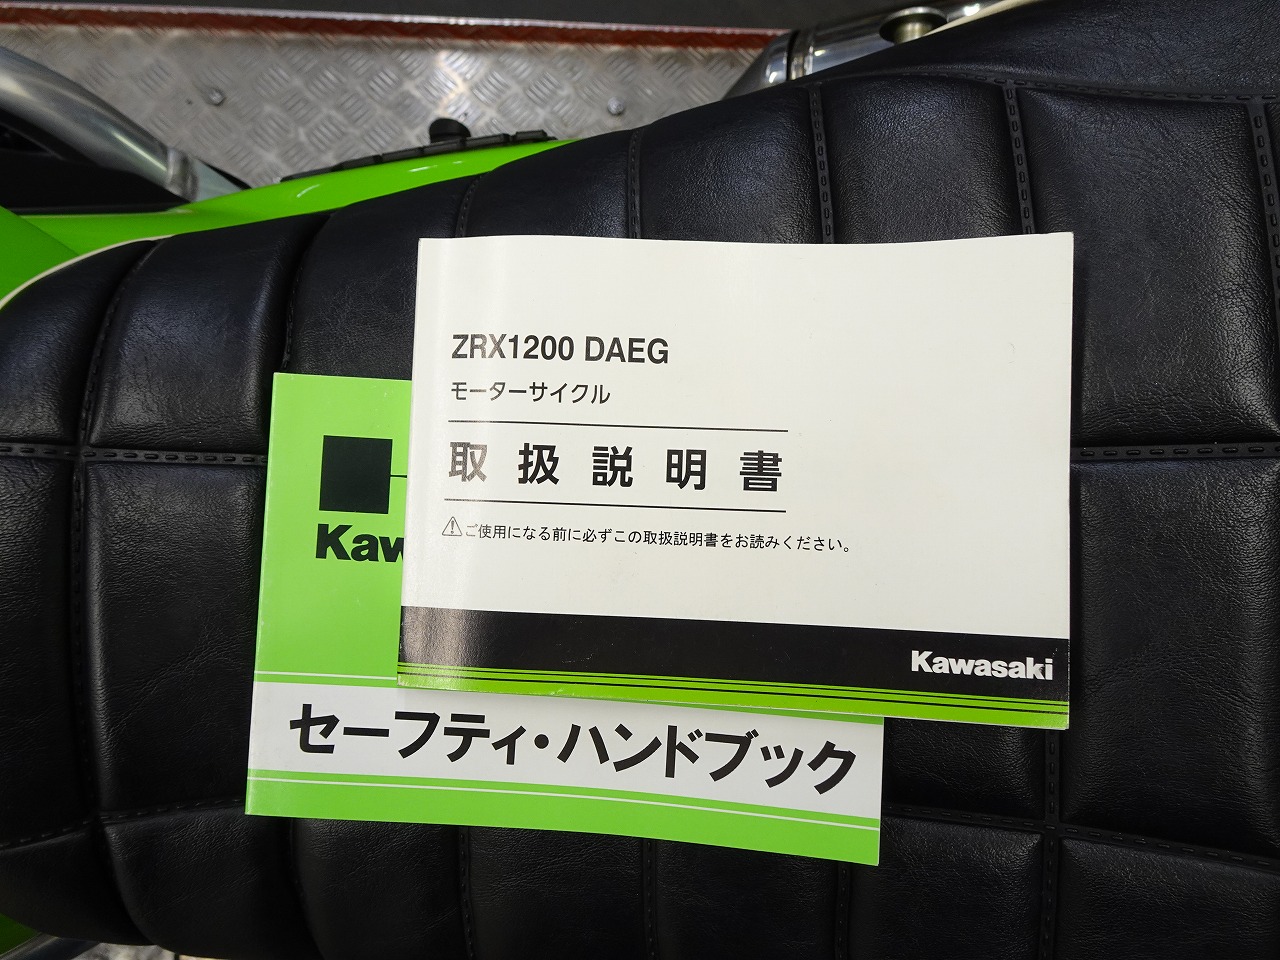 ZRX1200 DAEG
モーターサイクル
取扱説明書
⚠ご使用になる前に必ずこの取扱説明書をお読みください。
Kawasaki
Kaw
セーフティ・ハンドブック